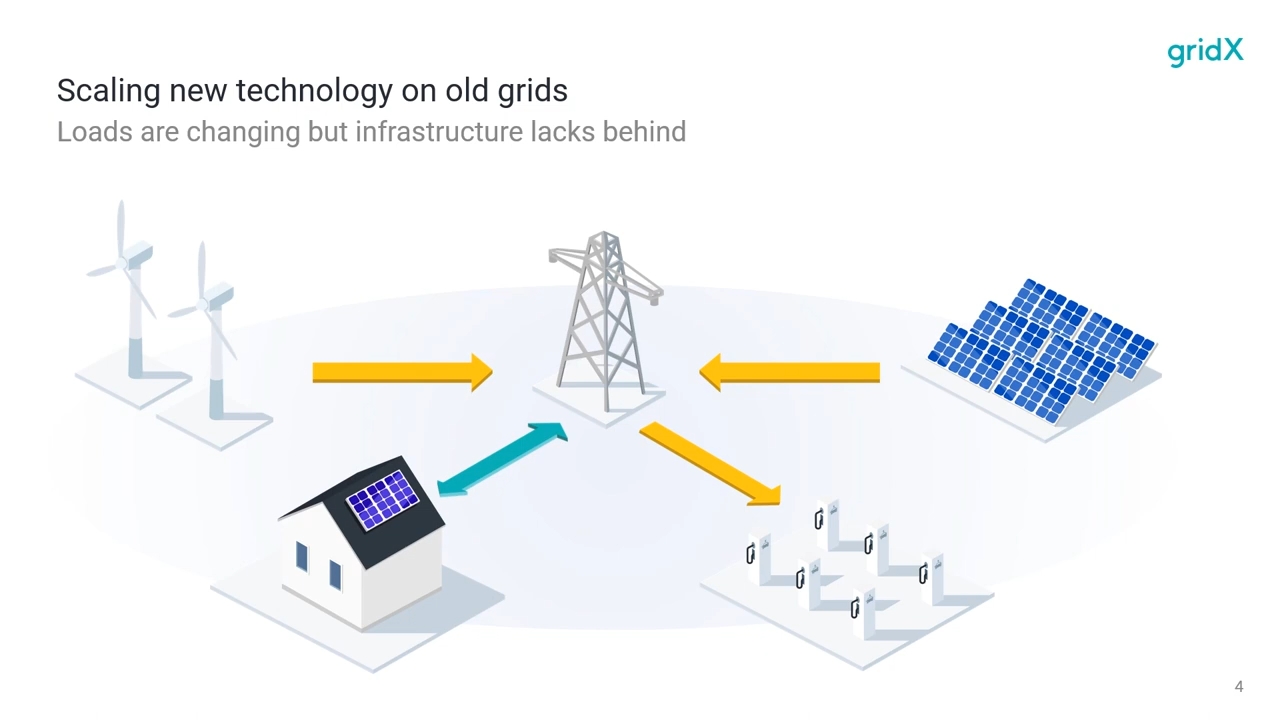 gridX
Scaling new technology on old grids
Loads are changing but infrastructure lacks behind
4